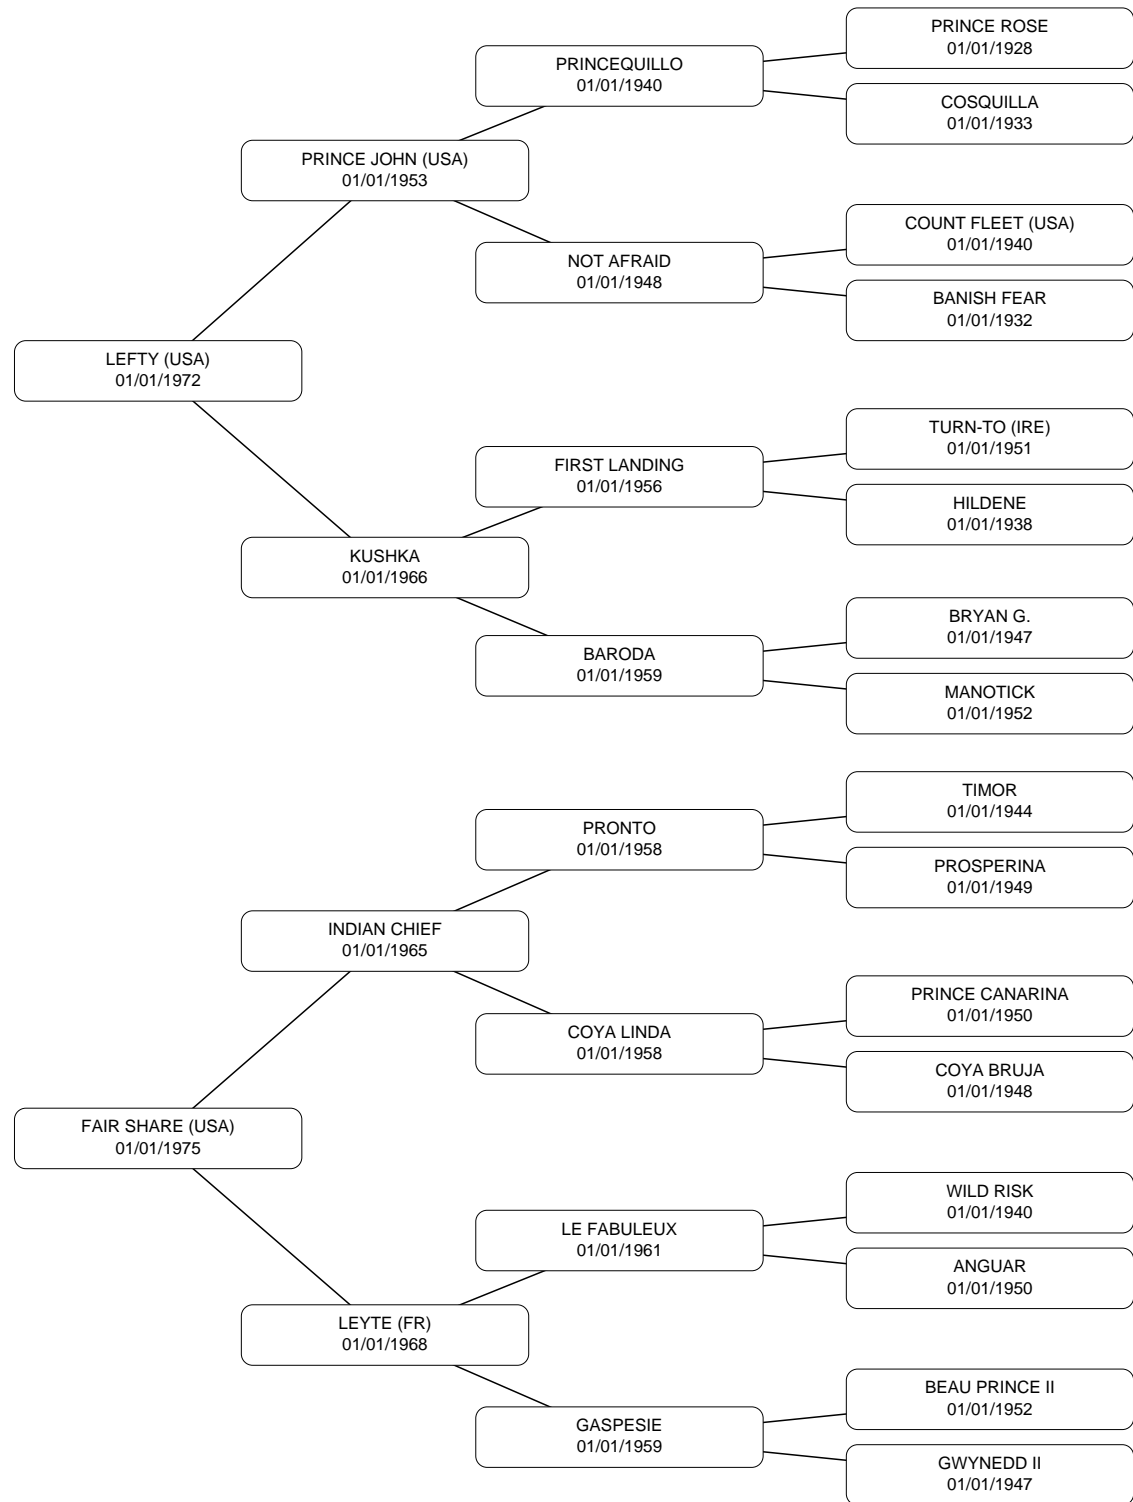 PRINCE ROSE
01/01/1928
PRINCEQUILLO
01/01/1940
COSQUILLA
01/01/1933
PRINCE JOHN (USA)
01/01/1953
COUNT FLEET (USA)
01/01/1940
NOT AFRAID
01/01/1948
BANISH FEAR
01/01/1932
LEFTY (USA)
01/01/1972
TURN-TO (IRE)
01/01/1951
FIRST LANDING
01/01/1956
HILDENE
01/01/1938
KUSHKA
01/01/1966
BRYAN G.
01/01/1947
BARODA
01/01/1959
MANOTICK
01/01/1952
TIMOR
01/01/1944
PRONTO
01/01/1958
PROSPERINA
01/01/1949
INDIAN CHIEF
01/01/1965
PRINCE CANARINA
01/01/1950
COYA LINDA
01/01/1958
COYA BRUJA
01/01/1948
FAIR SHARE (USA)
01/01/1975
WILD RISK
01/01/1940
LE FABULEUX
01/01/1961
ANGUAR
01/01/1950
LEYTE (FR)
01/01/1968
BEAU PRINCE II
01/01/1952
GASPESIE
01/01/1959
GWYNEDD II
01/01/1947